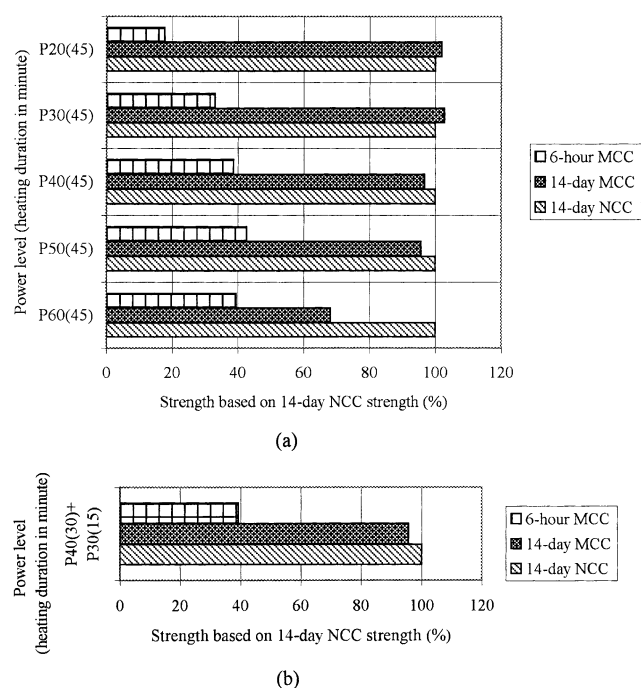 P20(45)
P30(45)
P40(45)
P50(45)
P60(45)
Power level (heating duration in minute)
0 20 40 60 80 100 120
Strength based on 14-day NCC strength (%)
6-hour MCC
14-day MCC
14-day NCC
(a)
Power level
(heating duration in minute)
P40(30)+
P30(15)
0 20 40 60 80 100 120
Strength based on 14-day NCC strength (%)
6-hour MCC
14-day MCC
14-day NCC
(b)